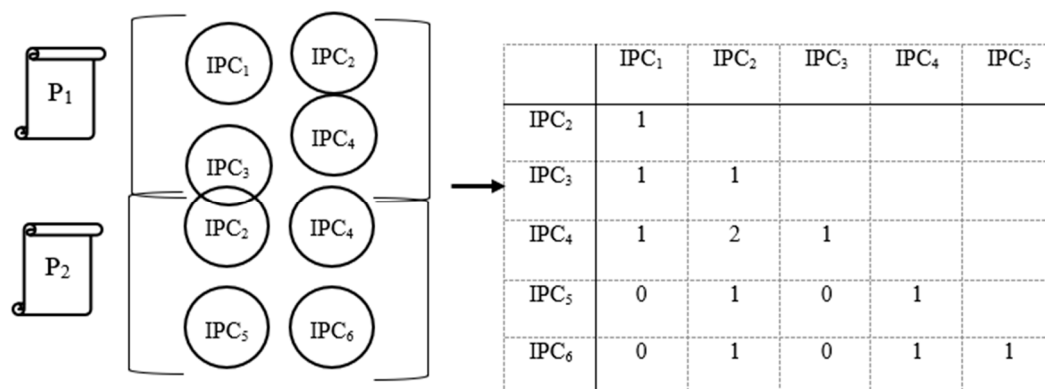 P₁
IPC₁
IPC₂
IPC₃
IPC₄
P₂
IPC₂
IPC₄
IPC₅
IPC₆
IPC₁ IPC₂ IPC₃ IPC₄ IPC₅
IPC₂ 1
IPC₃ 1 1
IPC₄ 1 2 1
IPC₅ 0 1 0 1
IPC₆ 0 1 0 1 1